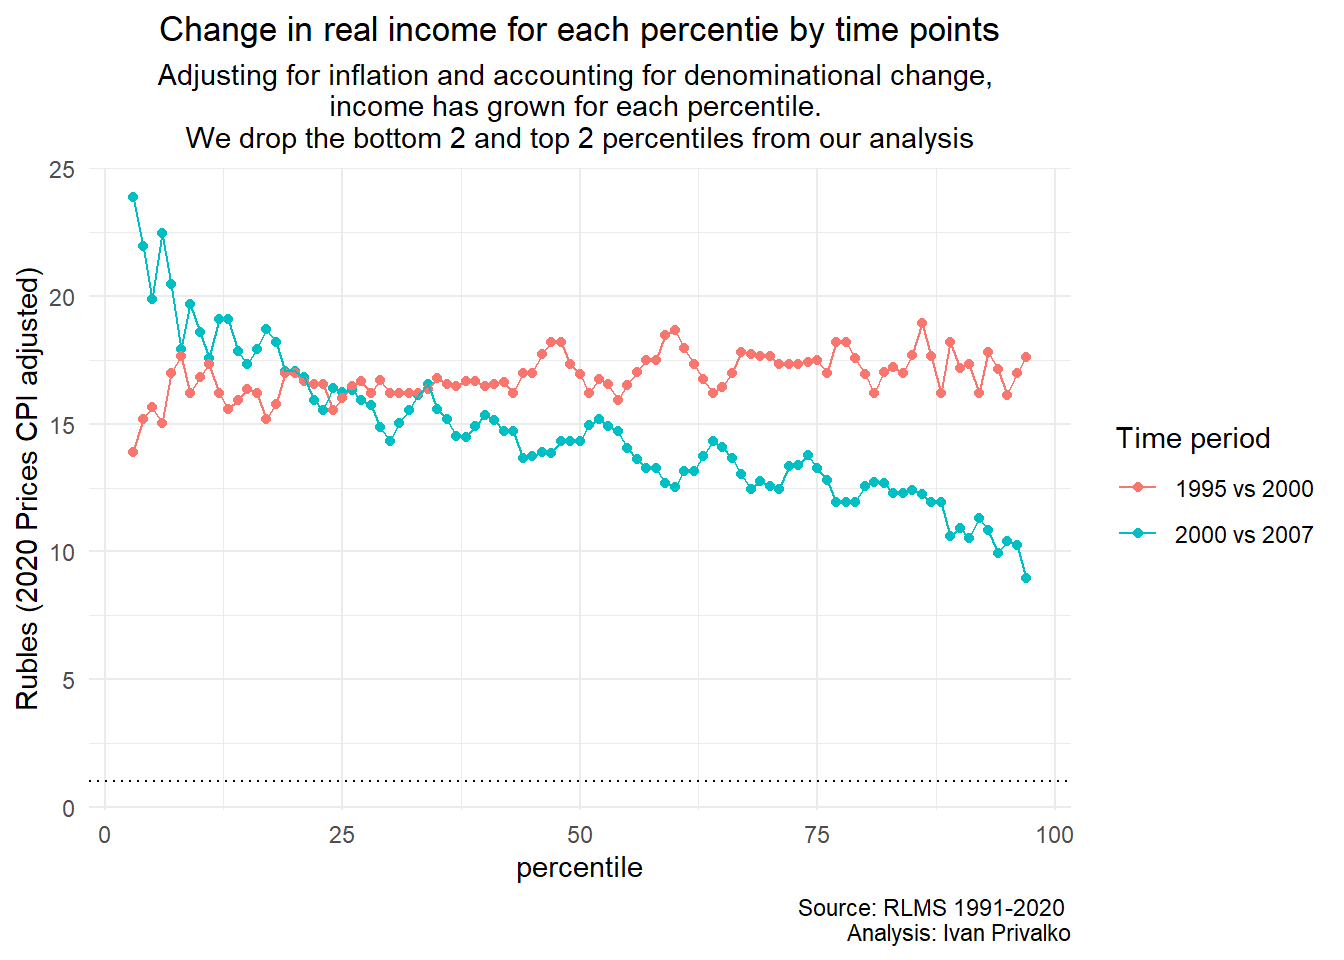 Change in real income for each percentie by time points
Adjusting for inflation and accounting for denominational change,
income has grown for each percentile.
We drop the bottom 2 and top 2 percentiles from our analysis
Rubles (2020 Prices CPI adjusted)
25
20
15
10
5
0
0 25 50 75 100
percentile
Time period
1995 vs 2000
2000 vs 2007
Source: RLMS 1991-2020
Analysis: Ivan Privalko